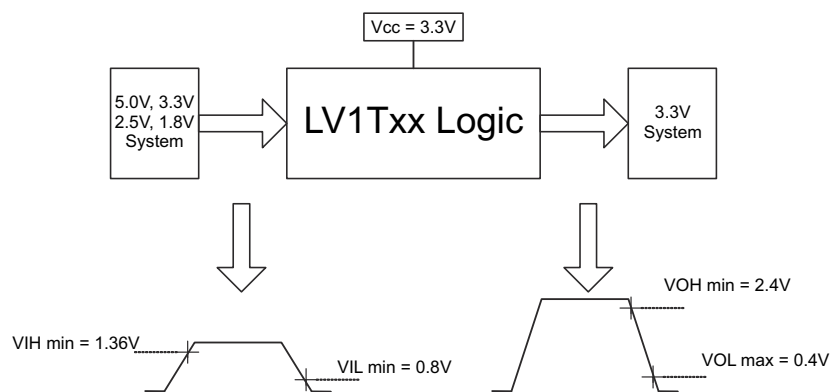 Vcc = 3.3V
5.0V, 3.3V
2.5V, 1.8V
System
LV1Txx Logic
3.3V
System
VIH min = 1.36V
VIL min = 0.8V
VOH min = 2.4V
VOL max = 0.4V